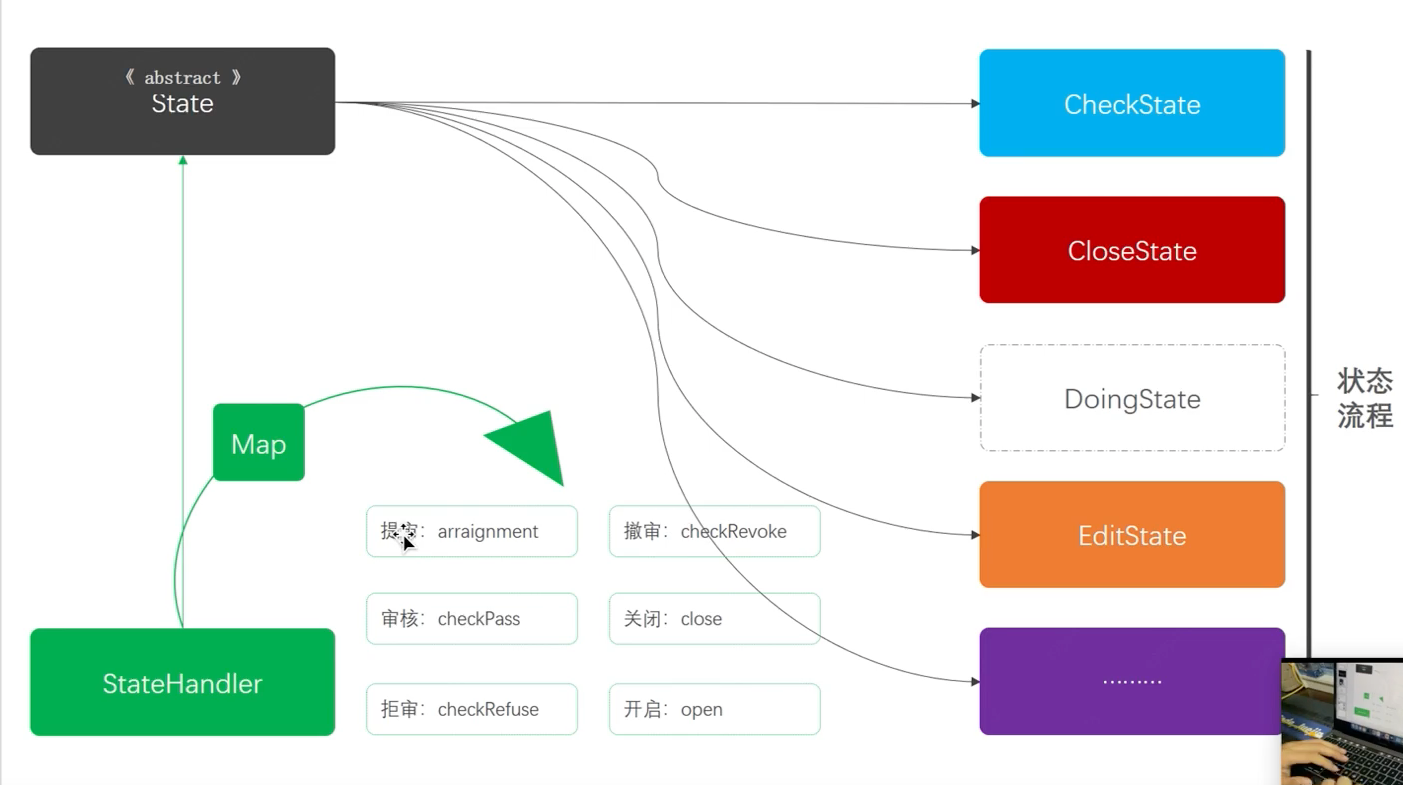 《 abstract 》
State
CheckState
CloseState
DoingState
状态
流程
Map
提审：arraignment
撤审：checkRevoke
EditState
审核：checkPass
关闭：close
StateHandler
拒审：checkRefuse
开启：open
………